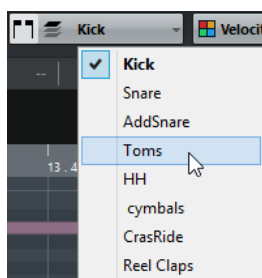 Kick Velocit
--
Kick
Snare
AddSnare
Toms
13.4
HH
cymbals
CrasRide
Reel Claps